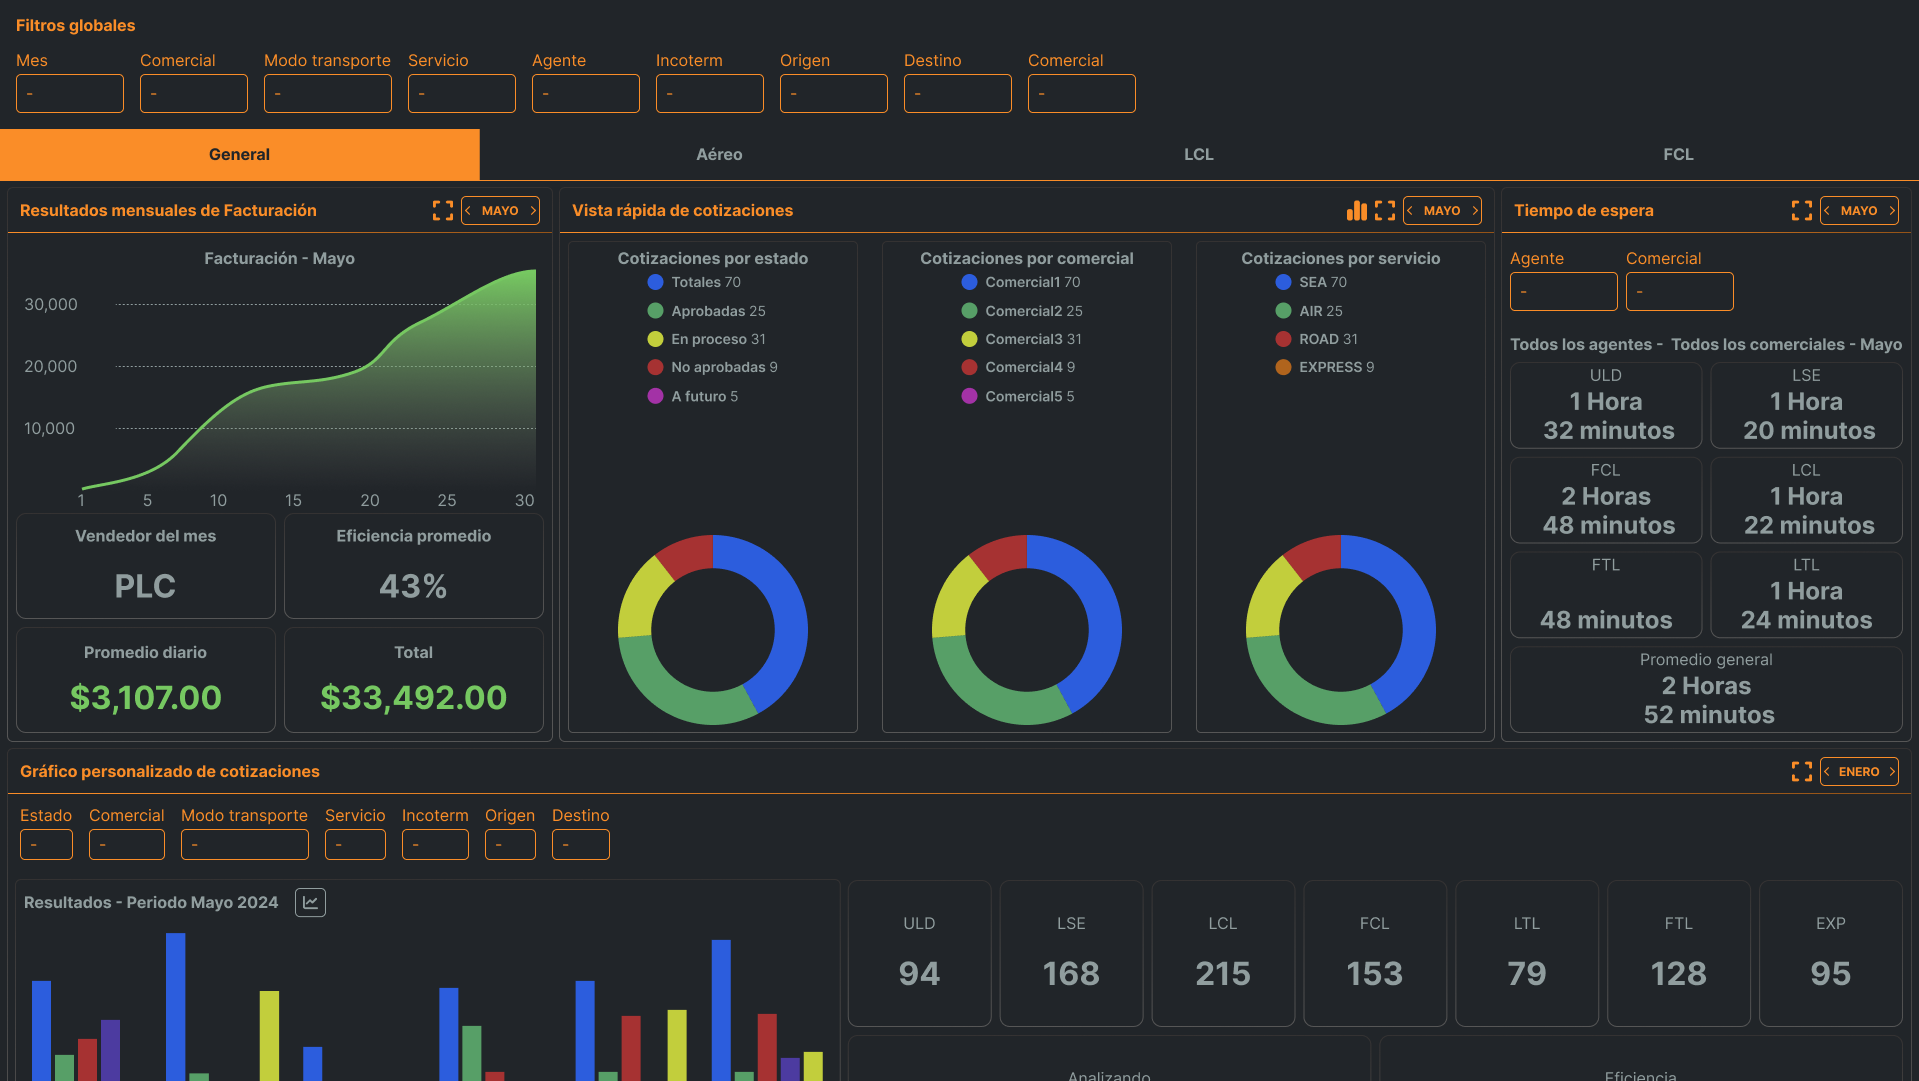 Filtros globales
Mes Comercial Modo transporte Servicio Agente Incoterm Origen Destino Comercial
- - - - - - - - -
General Aéreo LCL FCL
Resultados mensuales de Facturación
< MAYO >
Facturación - Mayo
30,000
20,000
10,000
1 5 10 15 20 25 30
Vendedor del mes
PLC
Eficiencia promedio
43%
Promedio diario
$3,107.00
Total
$33,492.00
Vista rápida de cotizaciones
< MAYO >
Cotizaciones por estado
Totales 70
Aprobadas 25
En proceso 31
No aprobadas 9
A futuro 5
Cotizaciones por comercial
Comercial1 70
Comercial2 25
Comercial3 31
Comercial4 9
Comercial5 5
Cotizaciones por servicio
SEA 70
AIR 25
ROAD 31
EXPRESS 9
Tiempo de espera
< MAYO >
Agente Comercial
- -
Todos los agentes - Todos los comerciales - Mayo
ULD
1 Hora
32 minutos
LSE
1 Hora
20 minutos
FCL
2 Horas
48 minutos
LCL
1 Hora
22 minutos
FTL
48 minutos
LTL
1 Hora
24 minutos
Promedio general
2 Horas
52 minutos
Gráfico personalizado de cotizaciones
< ENERO >
Estado Comercial Modo transporte Servicio Incoterm Origen Destino
- - - - - - -
Resultados - Periodo Mayo 2024
ULD
94
LSE
168
LCL
215
FCL
153
LTL
79
FTL
128
EXP
95
Analizando
Eficiencia